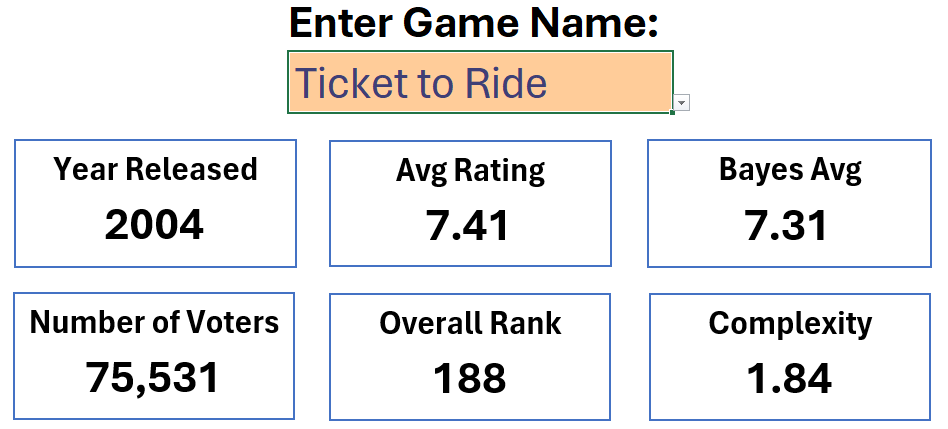 Enter Game Name:
Ticket to Ride
Year Released
2004
Avg Rating
7.41
Bayes Avg
7.31
Number of Voters
75,531
Overall Rank
188
Complexity
1.84